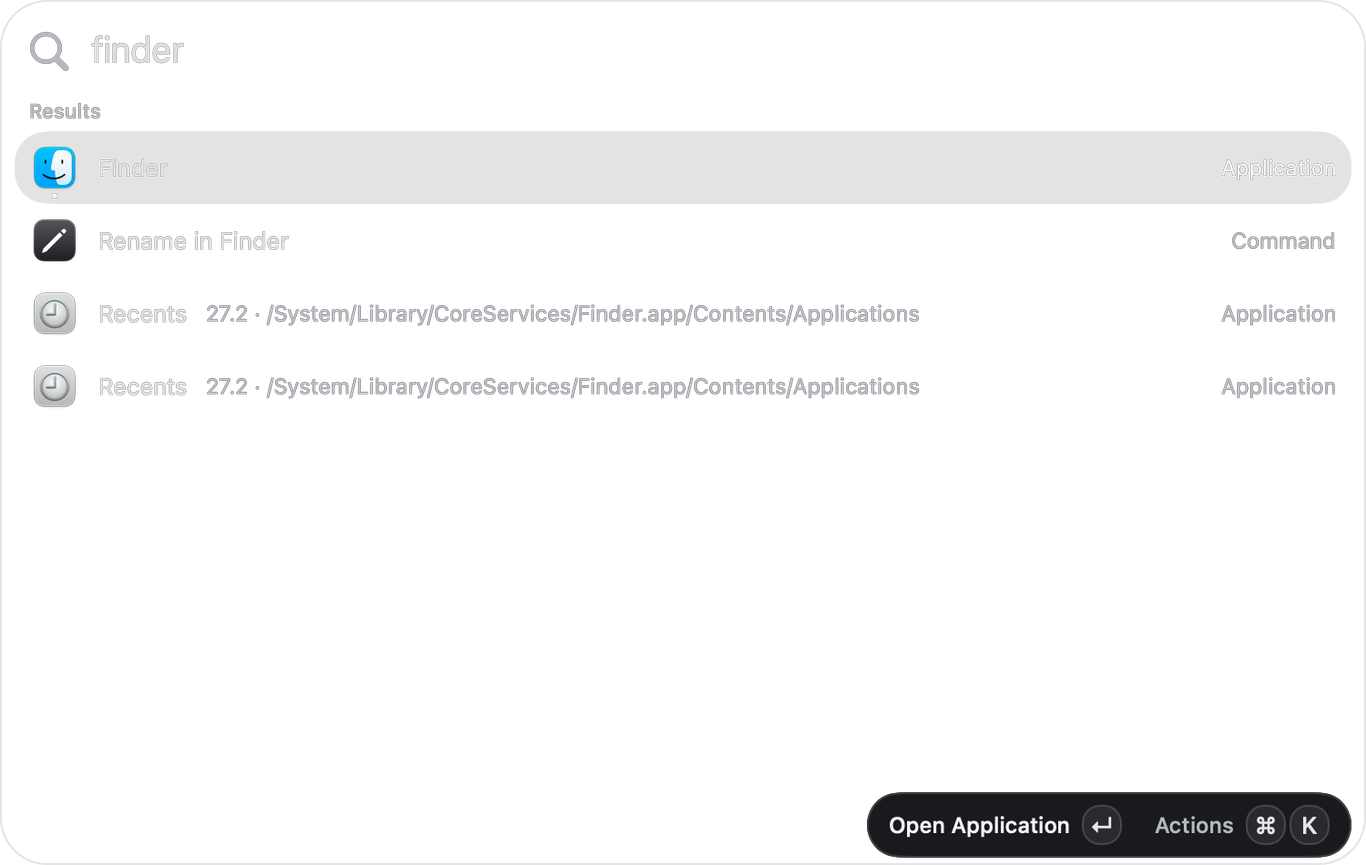 finder
Results
Finder Application
Rename in Finder Command
Recents 27.2 · /System/Library/CoreServices/Finder.app/Contents/Applications Application
Recents 27.2 · /System/Library/CoreServices/Finder.app/Contents/Applications Application
Open Application ↵ Actions ⌘ K